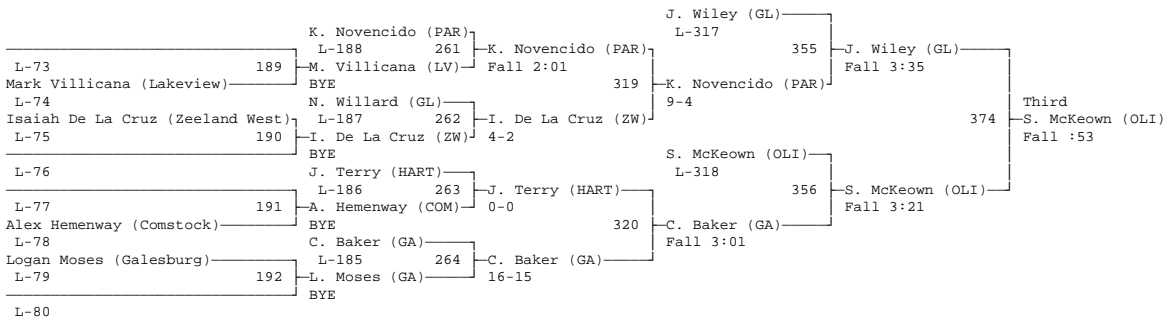 J. Wiley (GL)
K. Novencido (PAR) L-317
L-188 261 K. Novencido (PAR) 355 J. Wiley (GL)
L-73 189 M. Villicana (LV) Fall 2:01 Fall 3:35
Mark Villicana (Lakeview) BYE 319 K. Novencido (PAR)
L-74 N. Willard (GL) 9-4 Third
Isaiah De La Cruz (Zeeland West) L-187 262 I. De La Cruz (ZW) 374 S. McKeown (OLI)
L-75 190 I. De La Cruz (ZW) 4-2 Fall :53
BYE S. McKeown (OLI)
L-76 J. Terry (HART) L-318
L-186 263 J. Terry (HART) 356 S. McKeown (OLI)
L-77 191 A. Hemenway (COM) 0-0 Fall 3:21
Alex Hemenway (Comstock) BYE 320 C. Baker (GA)
L-78 C. Baker (GA) Fall 3:01
Logan Moses (Galesburg) L-185 264 C. Baker (GA)
L-79 192 L. Moses (GA) 16-15
BYE
L-80